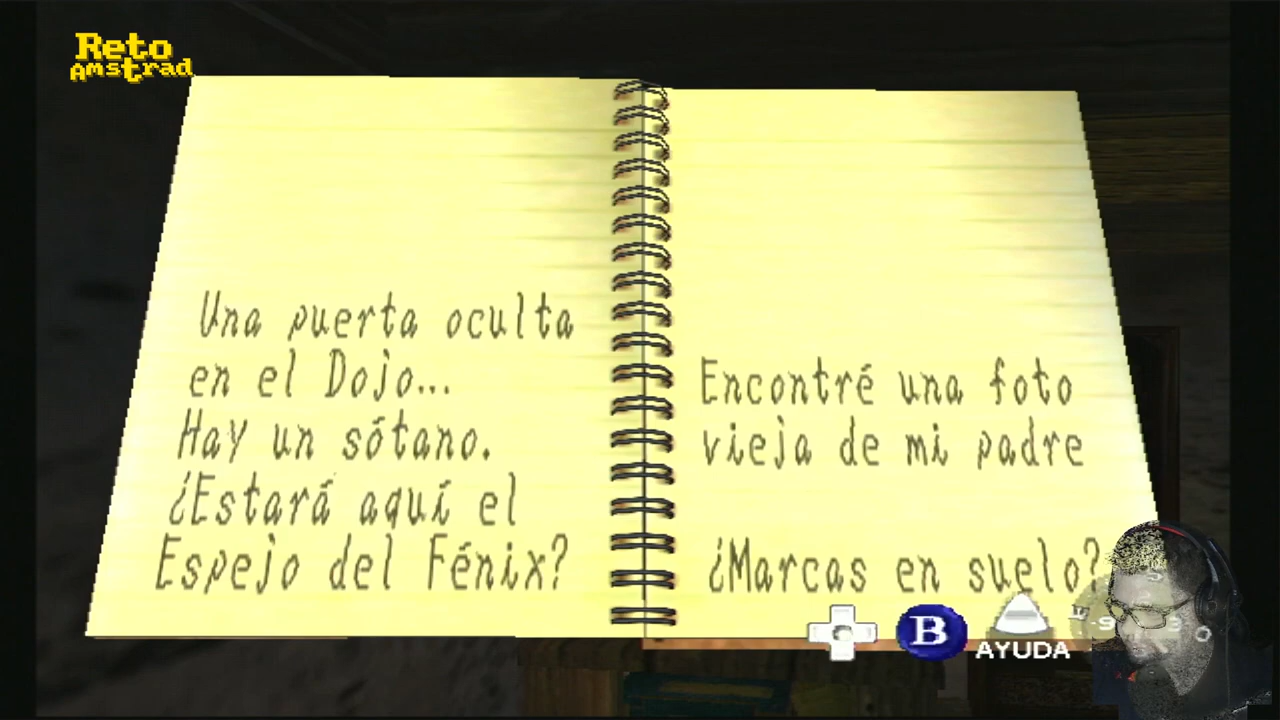 Reto
Amstrad
Una puerta oculta
en el Dojo...
Hay un sótano.
¿Estará aquí el
Espejo del Fénix?
Encontré una foto
vieja de mi padre
¿Marcas en suelo?
B
AYUDA